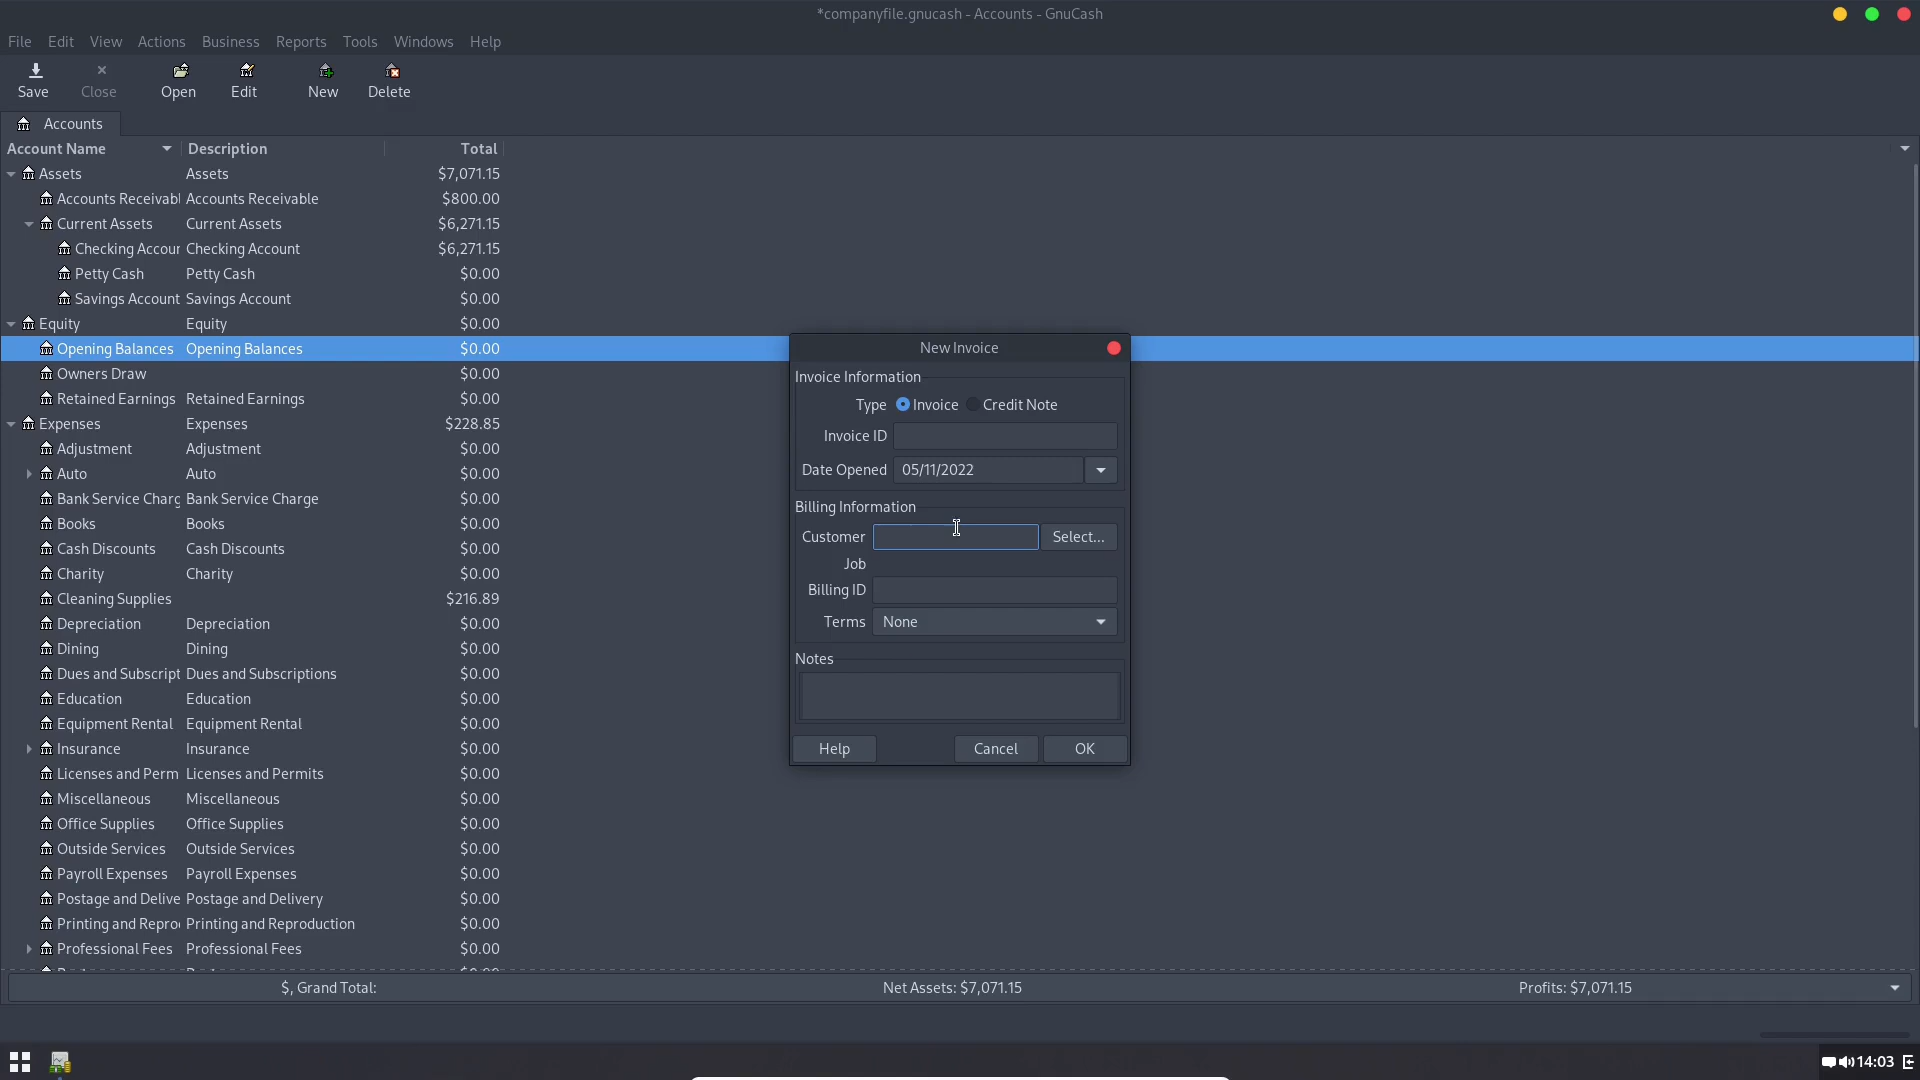 *companyfile.gnucash - Accounts - GnuCash
File Edit View Actions Business Reports Tools Windows Help
Save Close Open Edit New Delete
Accounts
Account Name Description Total
Assets Assets $7,071.15
Accounts Receivabl Accounts Receivable $800.00
Current Assets Current Assets $6,271.15
Checking Accour Checking Account $6,271.15
Petty Cash Petty Cash $0.00
Savings Account Savings Account $0.00
Equity Equity $0.00
Opening Balances Opening Balances $0.00
Owners Draw $0.00
Retained Earnings Retained Earnings $0.00
Expenses Expenses $228.85
Adjustment Adjustment $0.00
Auto Auto $0.00
Bank Service Charg Bank Service Charge $0.00
Books Books $0.00
Cash Discounts Cash Discounts $0.00
Charity Charity $0.00
Cleaning Supplies $216.89
Depreciation Depreciation $0.00
Dining Dining $0.00
Dues and Subscript Dues and Subscriptions $0.00
Education Education $0.00
Equipment Rental Equipment Rental $0.00
Insurance Insurance $0.00
Licenses and Perm Licenses and Permits $0.00
Miscellaneous Miscellaneous $0.00
Office Supplies Office Supplies $0.00
Outside Services Outside Services $0.00
Payroll Expenses Payroll Expenses $0.00
Postage and Delive Postage and Delivery $0.00
Printing and Repro Printing and Reproduction $0.00
Professional Fees Professional Fees $0.00
New Invoice
Invoice Information
Type Invoice Credit Note
Invoice ID
Date Opened 05/11/2022
Billing Information
Customer Select...
Job
Billing ID
Terms None
Notes
Help Cancel OK
$, Grand Total: Net Assets: $7,071.15 Profits: $7,071.15
14:03